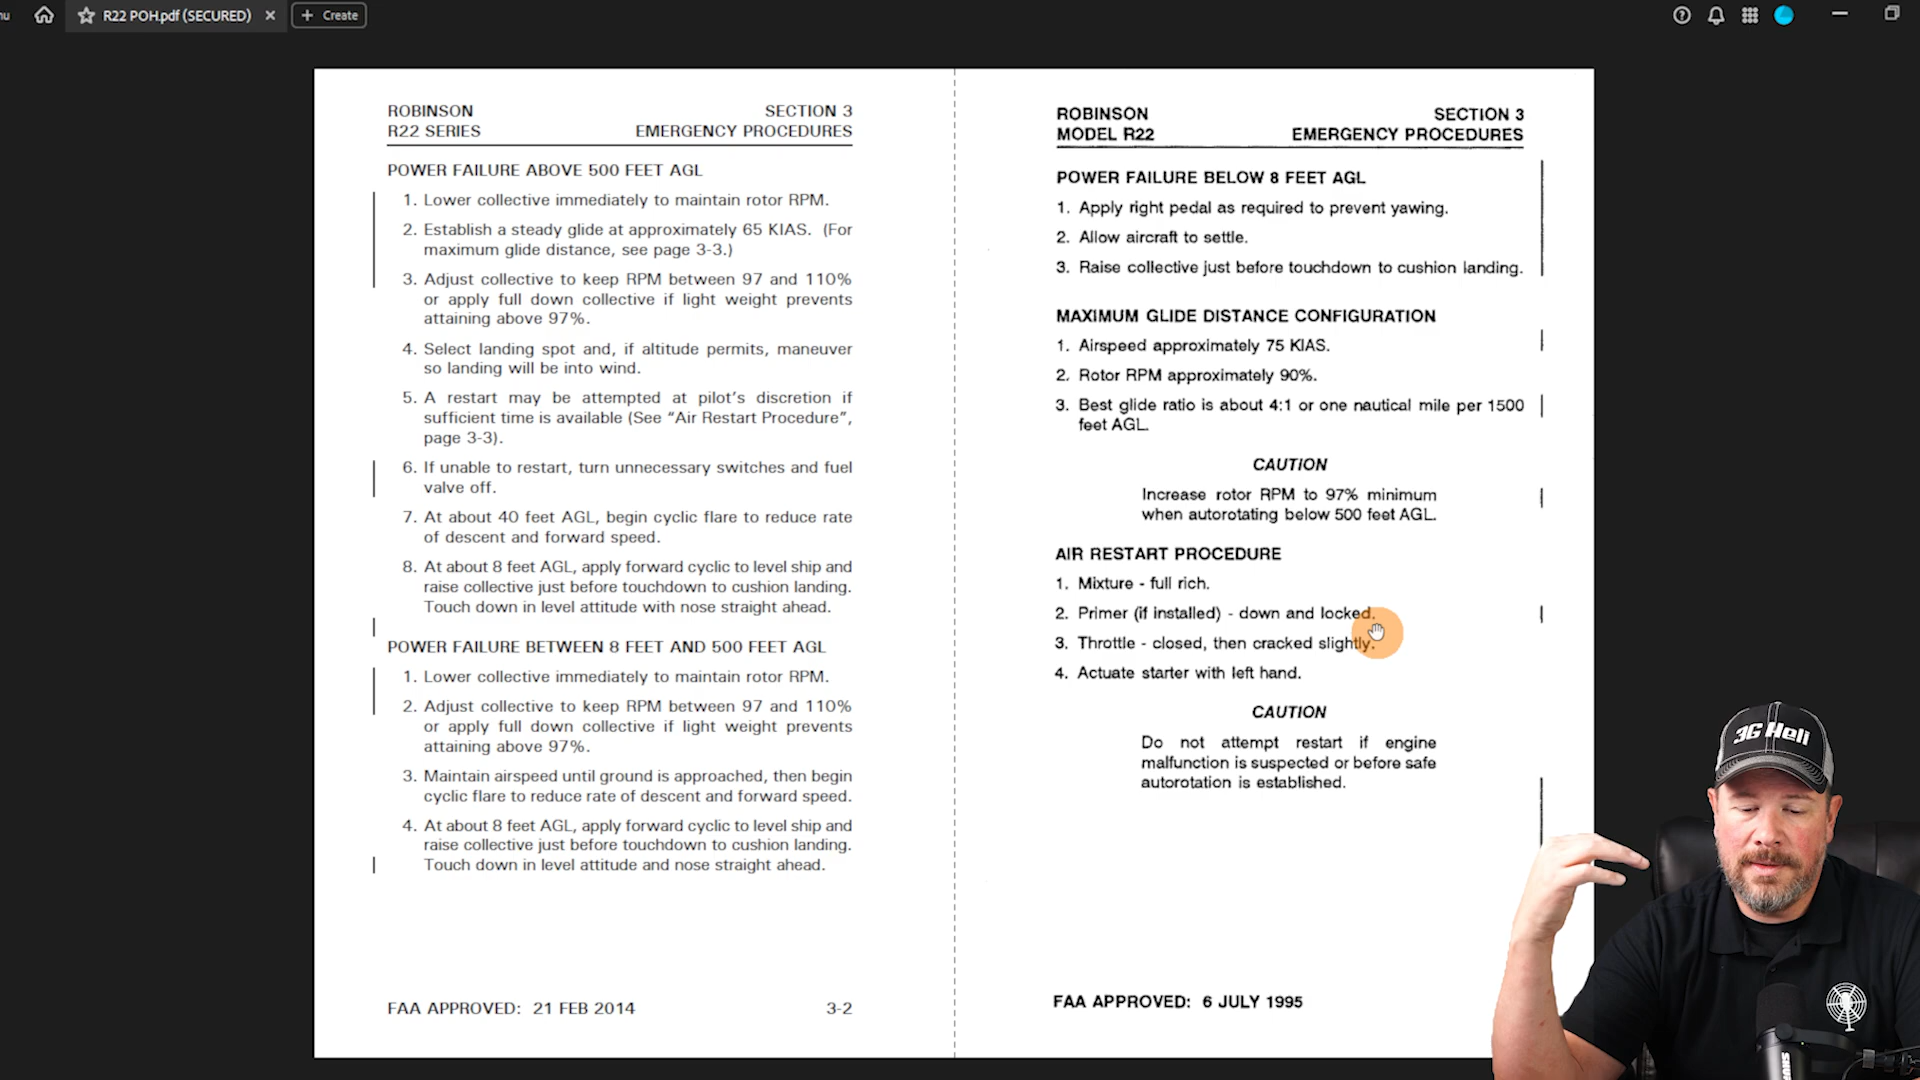 nu
R22 POH.pdf (SECURED)
Create
ROBINSON SECTION 3
R22 SERIES EMERGENCY PROCEDURES
POWER FAILURE ABOVE 500 FEET AGL
1. Lower collective immediately to maintain rotor RPM.
2. Establish a steady glide at approximately 65 KIAS. (For
maximum glide distance, see page 3-3.)
3. Adjust collective to keep RPM between 97 and 110%
or apply full down collective if light weight prevents
attaining above 97%.
4. Select landing spot and, if altitude permits, maneuver
so landing will be into wind.
5. A restart may be attempted at pilot's discretion if
sufficient time is available (See "Air Restart Procedure",
page 3-3).
6. If unable to restart, turn unnecessary switches and fuel
valve off.
7. At about 40 feet AGL, begin cyclic flare to reduce rate
of descent and forward speed.
8. At about 8 feet AGL, apply forward cyclic to level ship and
raise collective just before touchdown to cushion landing.
Touch down in level attitude with nose straight ahead.
POWER FAILURE BETWEEN 8 FEET AND 500 FEET AGL
1. Lower collective immediately to maintain rotor RPM.
2. Adjust collective to keep RPM between 97 and 110%
or apply full down collective if light weight prevents
attaining above 97%.
3. Maintain airspeed until ground is approached, then begin
cyclic flare to reduce rate of descent and forward speed.
4. At about 8 feet AGL, apply forward cyclic to level ship and
raise collective just before touchdown to cushion landing.
Touch down in level attitude and nose straight ahead.
FAA APPROVED: 21 FEB 2014 3-2
ROBINSON SECTION 3
MODEL R22 EMERGENCY PROCEDURES
POWER FAILURE BELOW 8 FEET AGL
1. Apply right pedal as required to prevent yawing.
2. Allow aircraft to settle.
3. Raise collective just before touchdown to cushion landing.
MAXIMUM GLIDE DISTANCE CONFIGURATION
1. Airspeed approximately 75 KIAS.
2. Rotor RPM approximately 90%.
3. Best glide ratio is about 4:1 or one nautical mile per 1500
feet AGL.
CAUTION
Increase rotor RPM to 97% minimum
when autorotating below 500 feet AGL.
AIR RESTART PROCEDURE
1. Mixture - full rich.
2. Primer (if installed) - down and locked.
3. Throttle - closed, then cracked slightly.
4. Actuate starter with left hand.
CAUTION
Do not attempt restart if engine
malfunction is suspected or before safe
autorotation is established.
FAA APPROVED: 6 JULY 1995
3G Heli
SHU